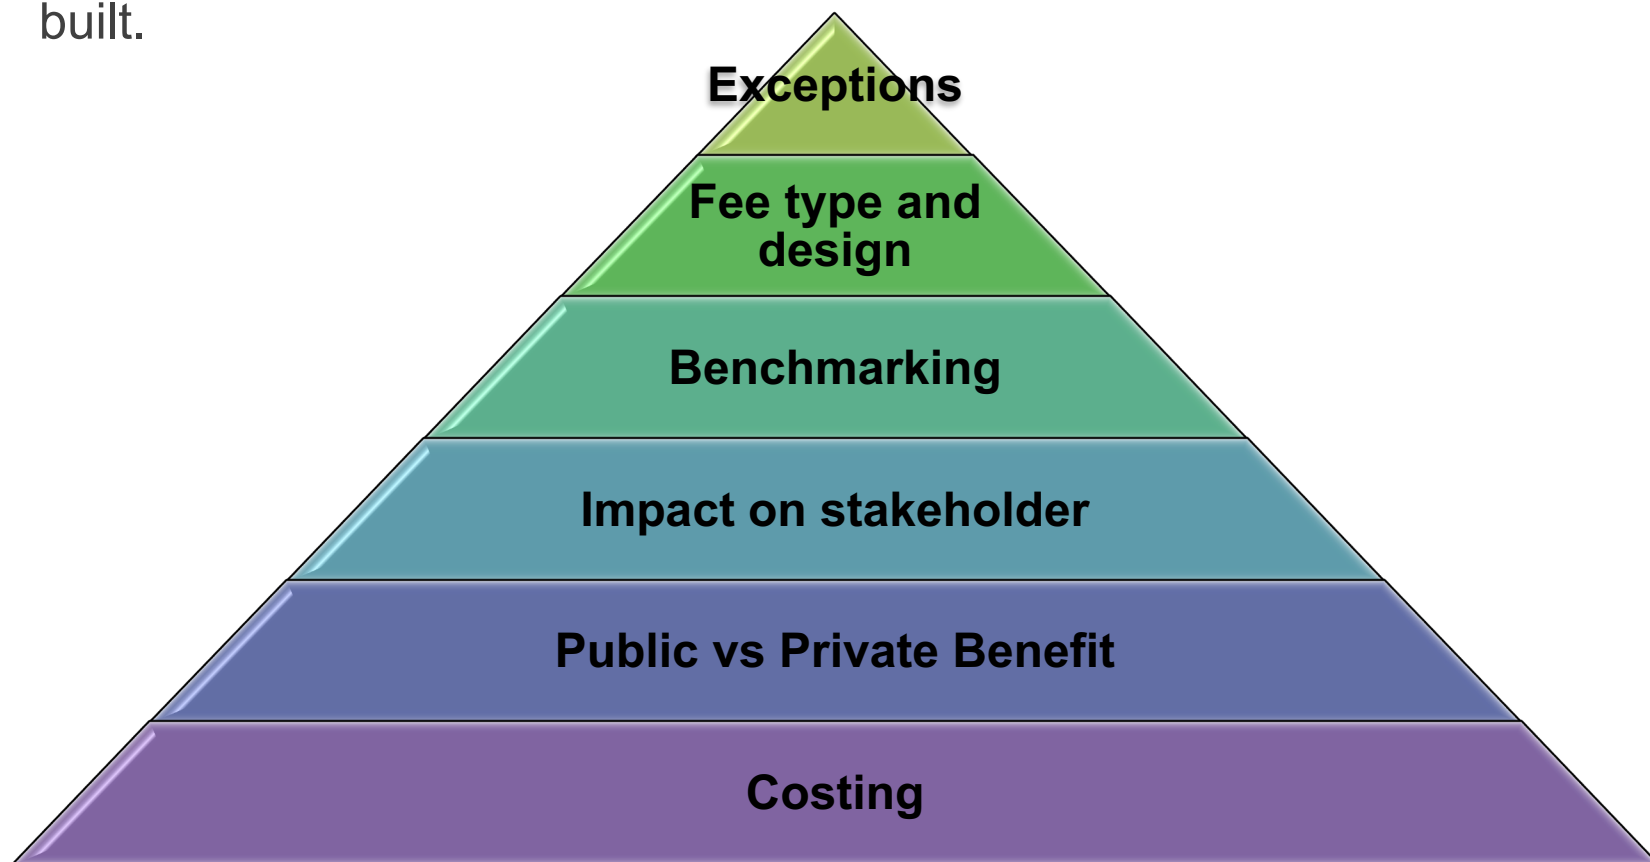 built.
Exceptions
Fee type and
design
Benchmarking
Impact on stakeholder
Public vs Private Benefit
Costing